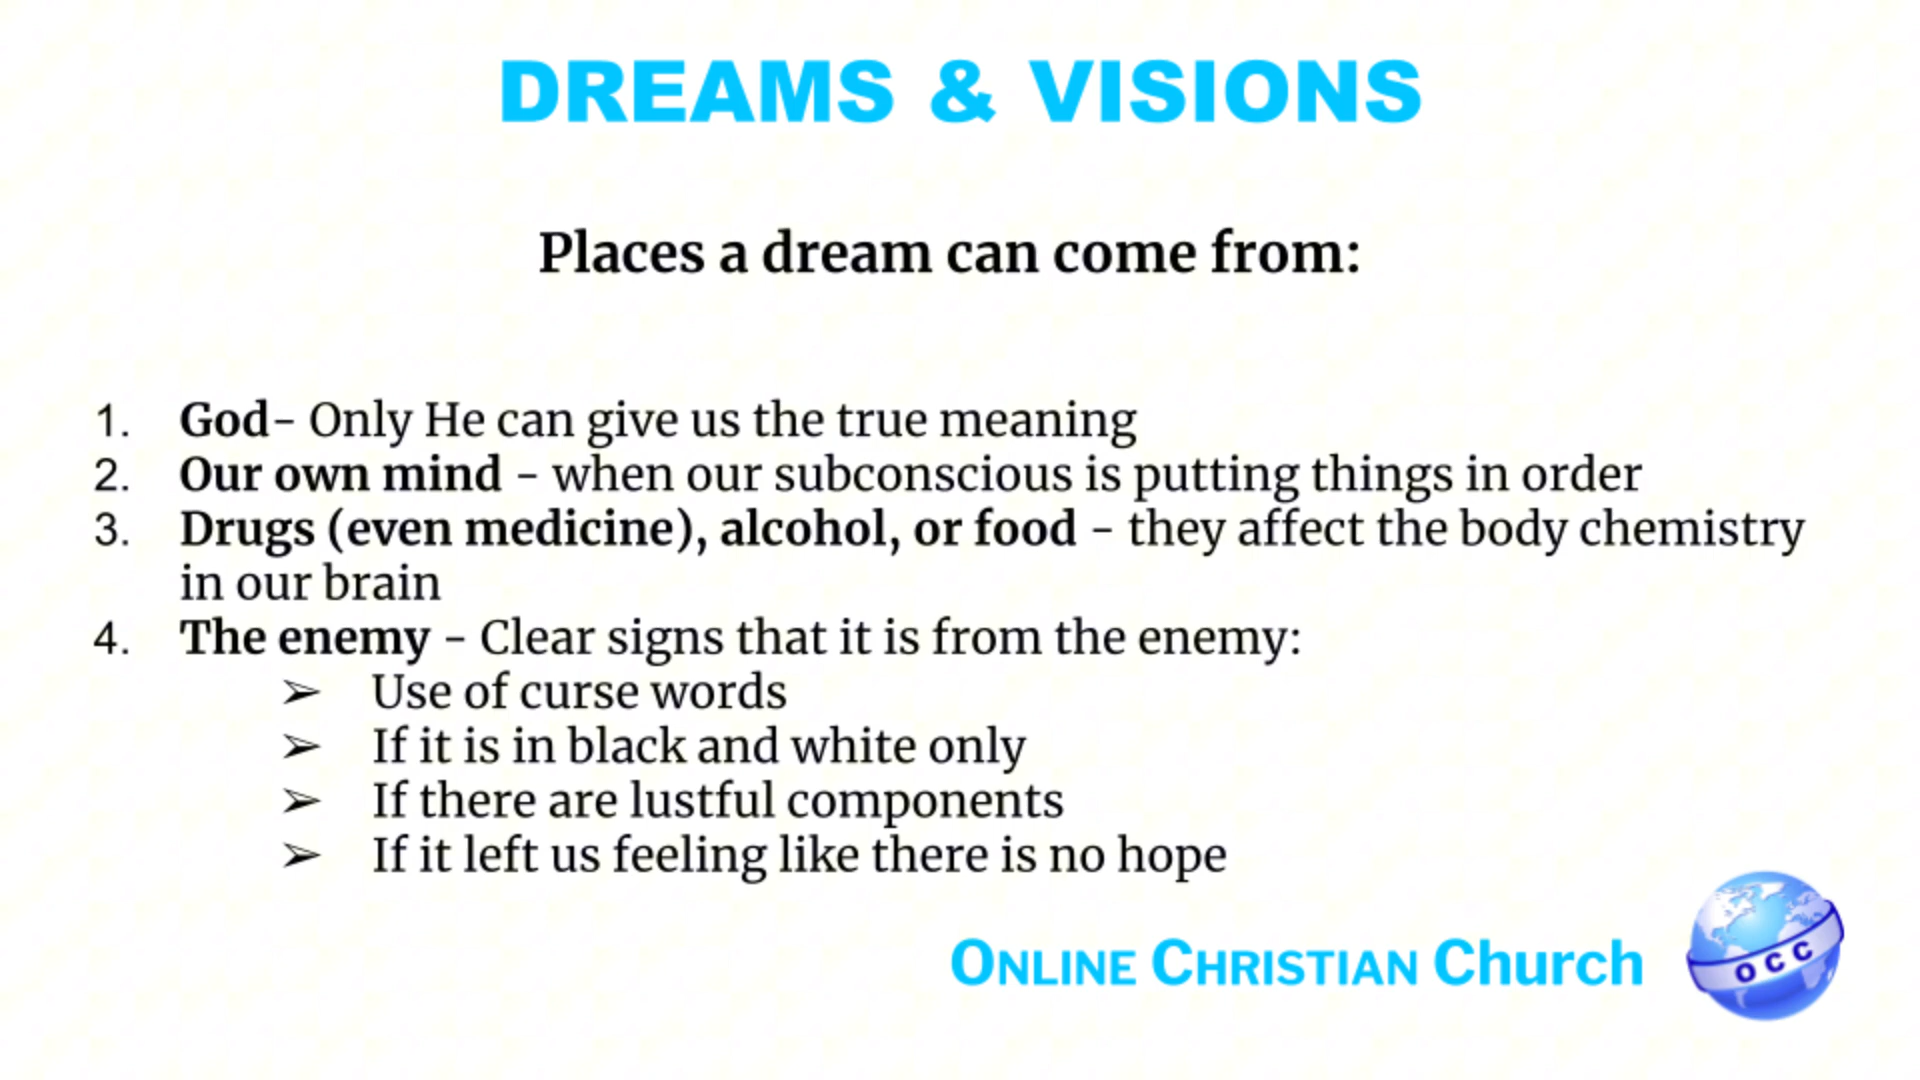 DREAMS & VISIONS
Places a dream can come from:
1. God- Only He can give us the true meaning
2. Our own mind - when our subconscious is putting things in order
3. Drugs (even medicine), alcohol, or food - they affect the body chemistry
in our brain
4. The enemy - Clear signs that it is from the enemy:
➢ Use of curse words
➢ If it is in black and white only
➢ If there are lustful components
➢ If it left us feeling like there is no hope
ONLINE CHRISTIAN Church
OCC